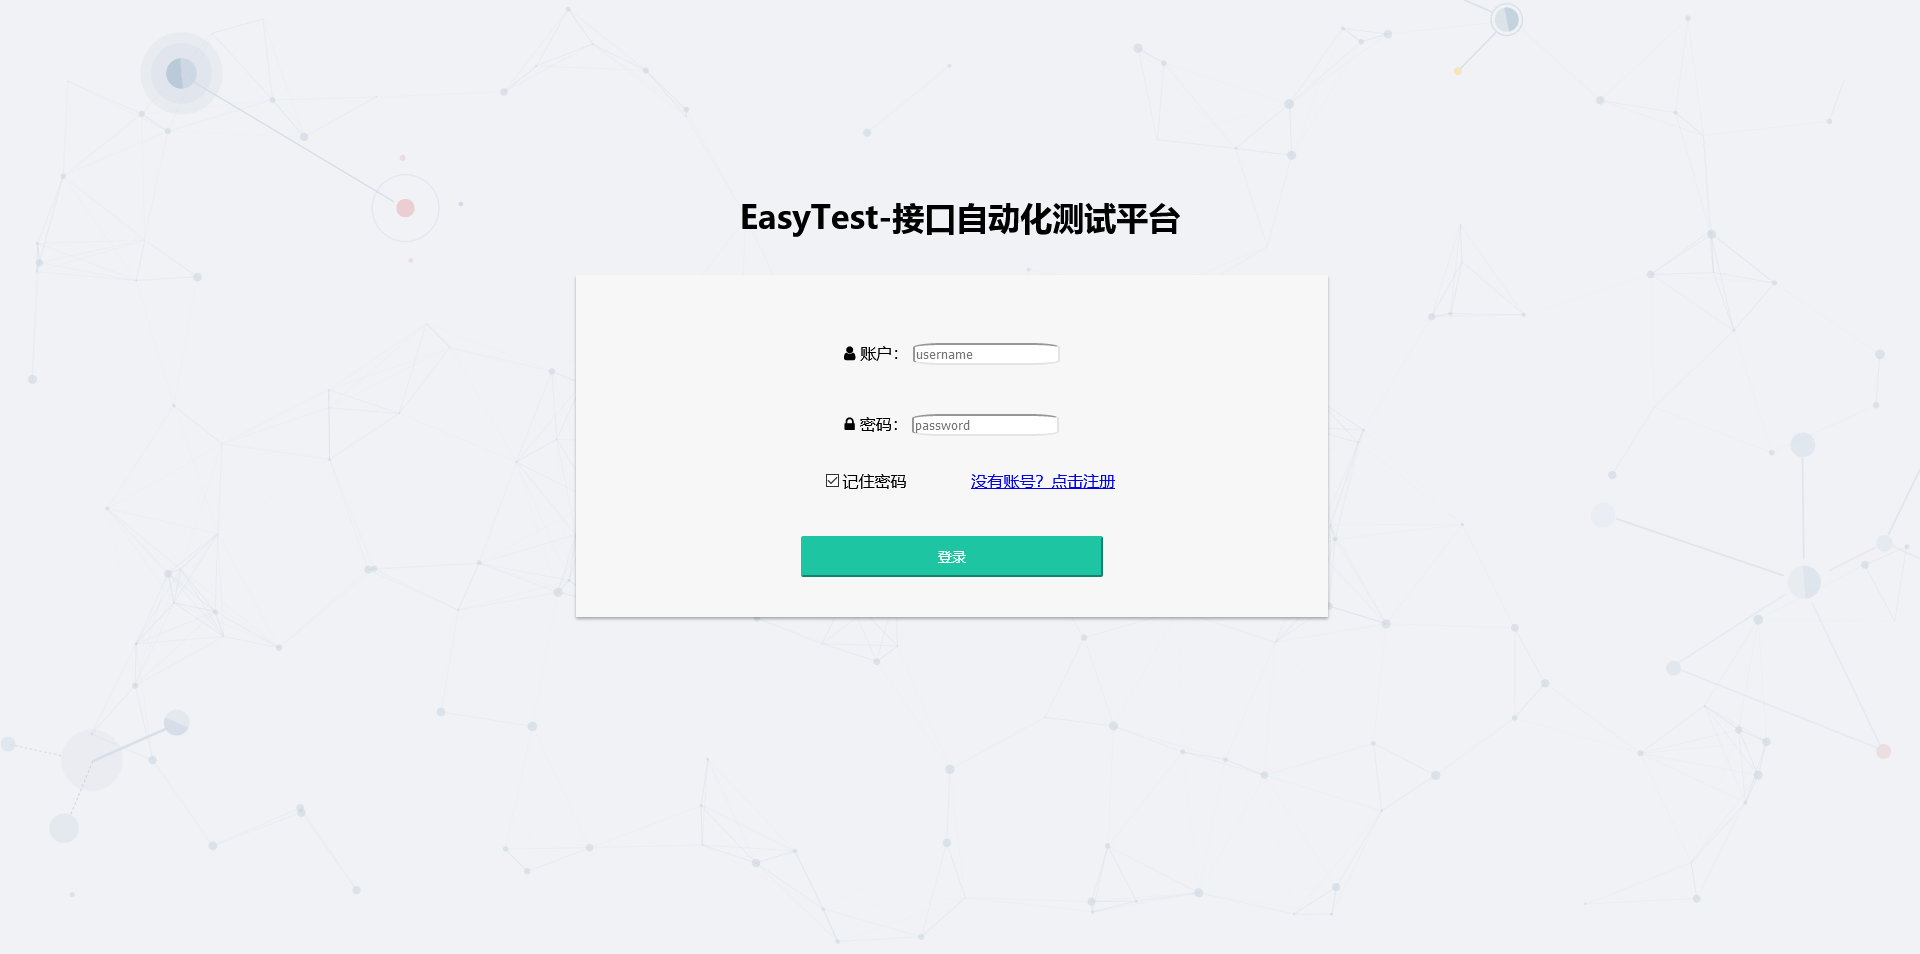 EasyTest-接口自动化测试平台
账户： username
密码： password
记住密码 没有账号？点击注册
登录